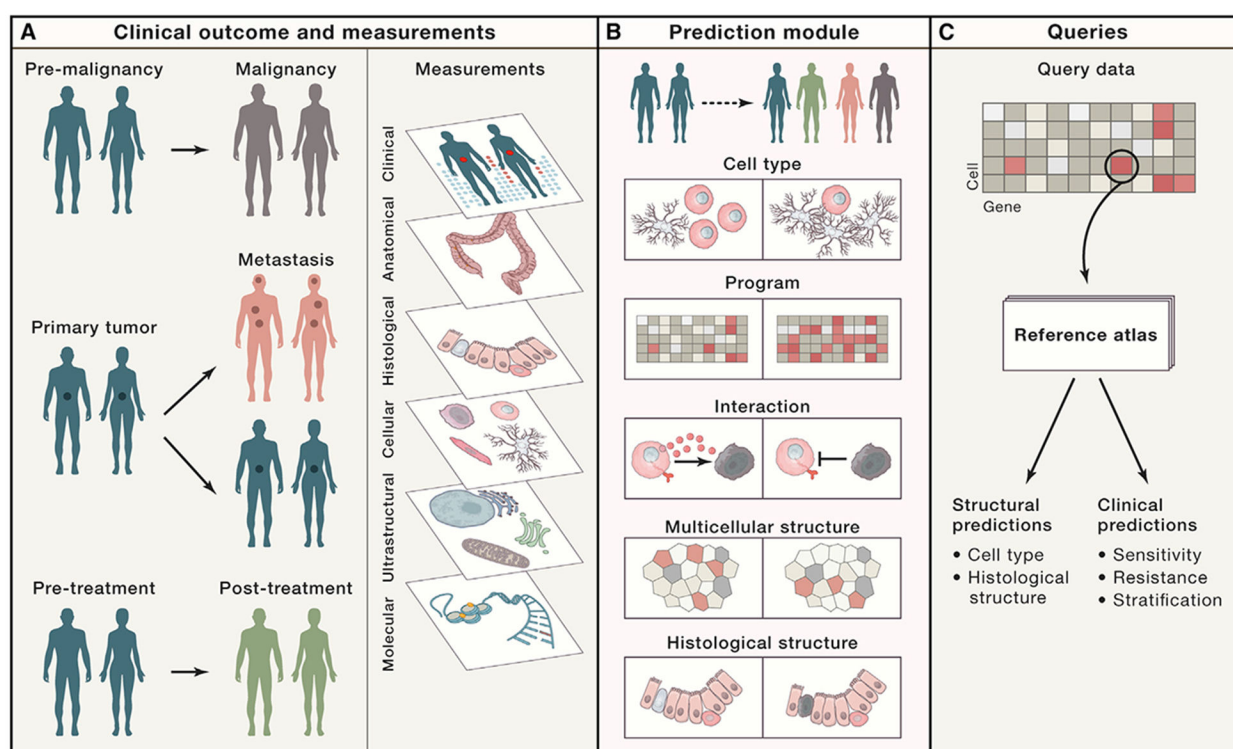 A Clinical outcome and measurements
Pre-malignancy
Malignancy
Metastasis
Primary tumor
Pre-treatment
Post-treatment
Measurements
Clinical
Anatomical
Histological
Cellular
Ultrastructural
Molecular
B Prediction module
Cell type
Program
Interaction
Multicellular structure
Histological structure
C Queries
Query data
Cell
Gene
Reference atlas
Structural
predictions
• Cell type
• Histological
structure
Clinical
predictions
• Sensitivity
• Resistance
• Stratification